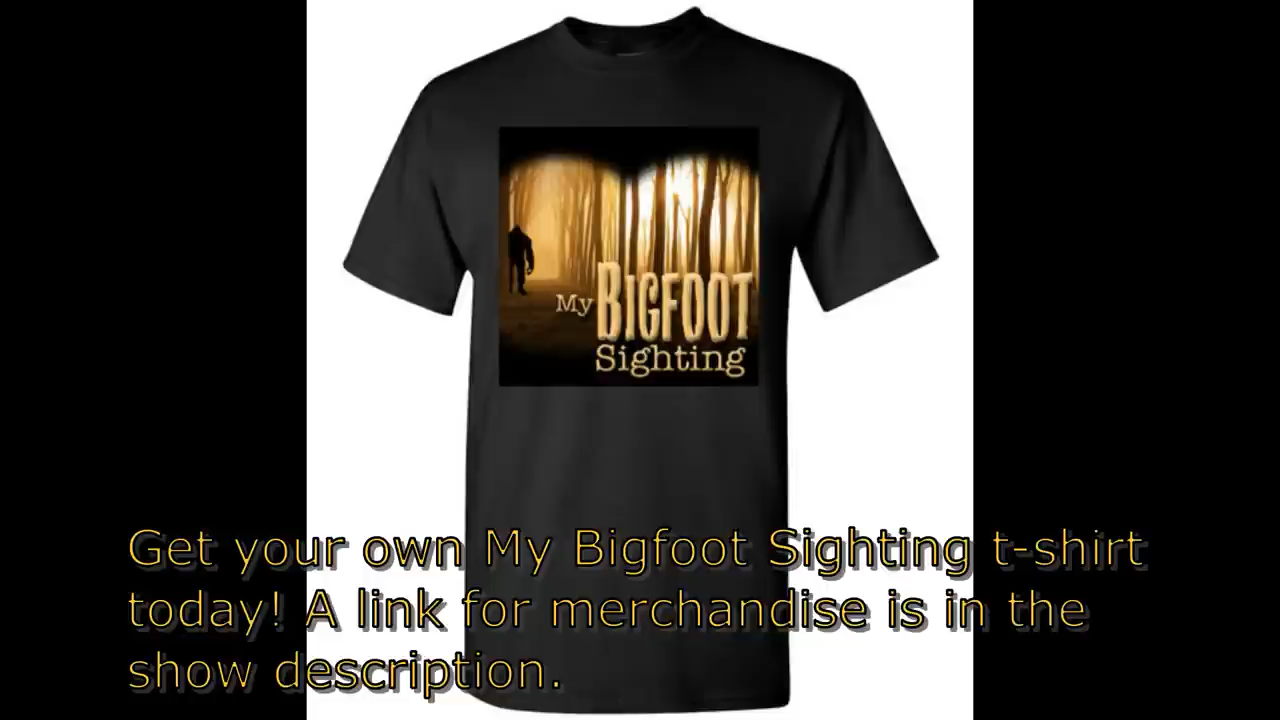 My BIGFOOT
Sighting
Get your own My Bigfoot Sighting t-shirt
today! A link for merchandise is in the
show description.